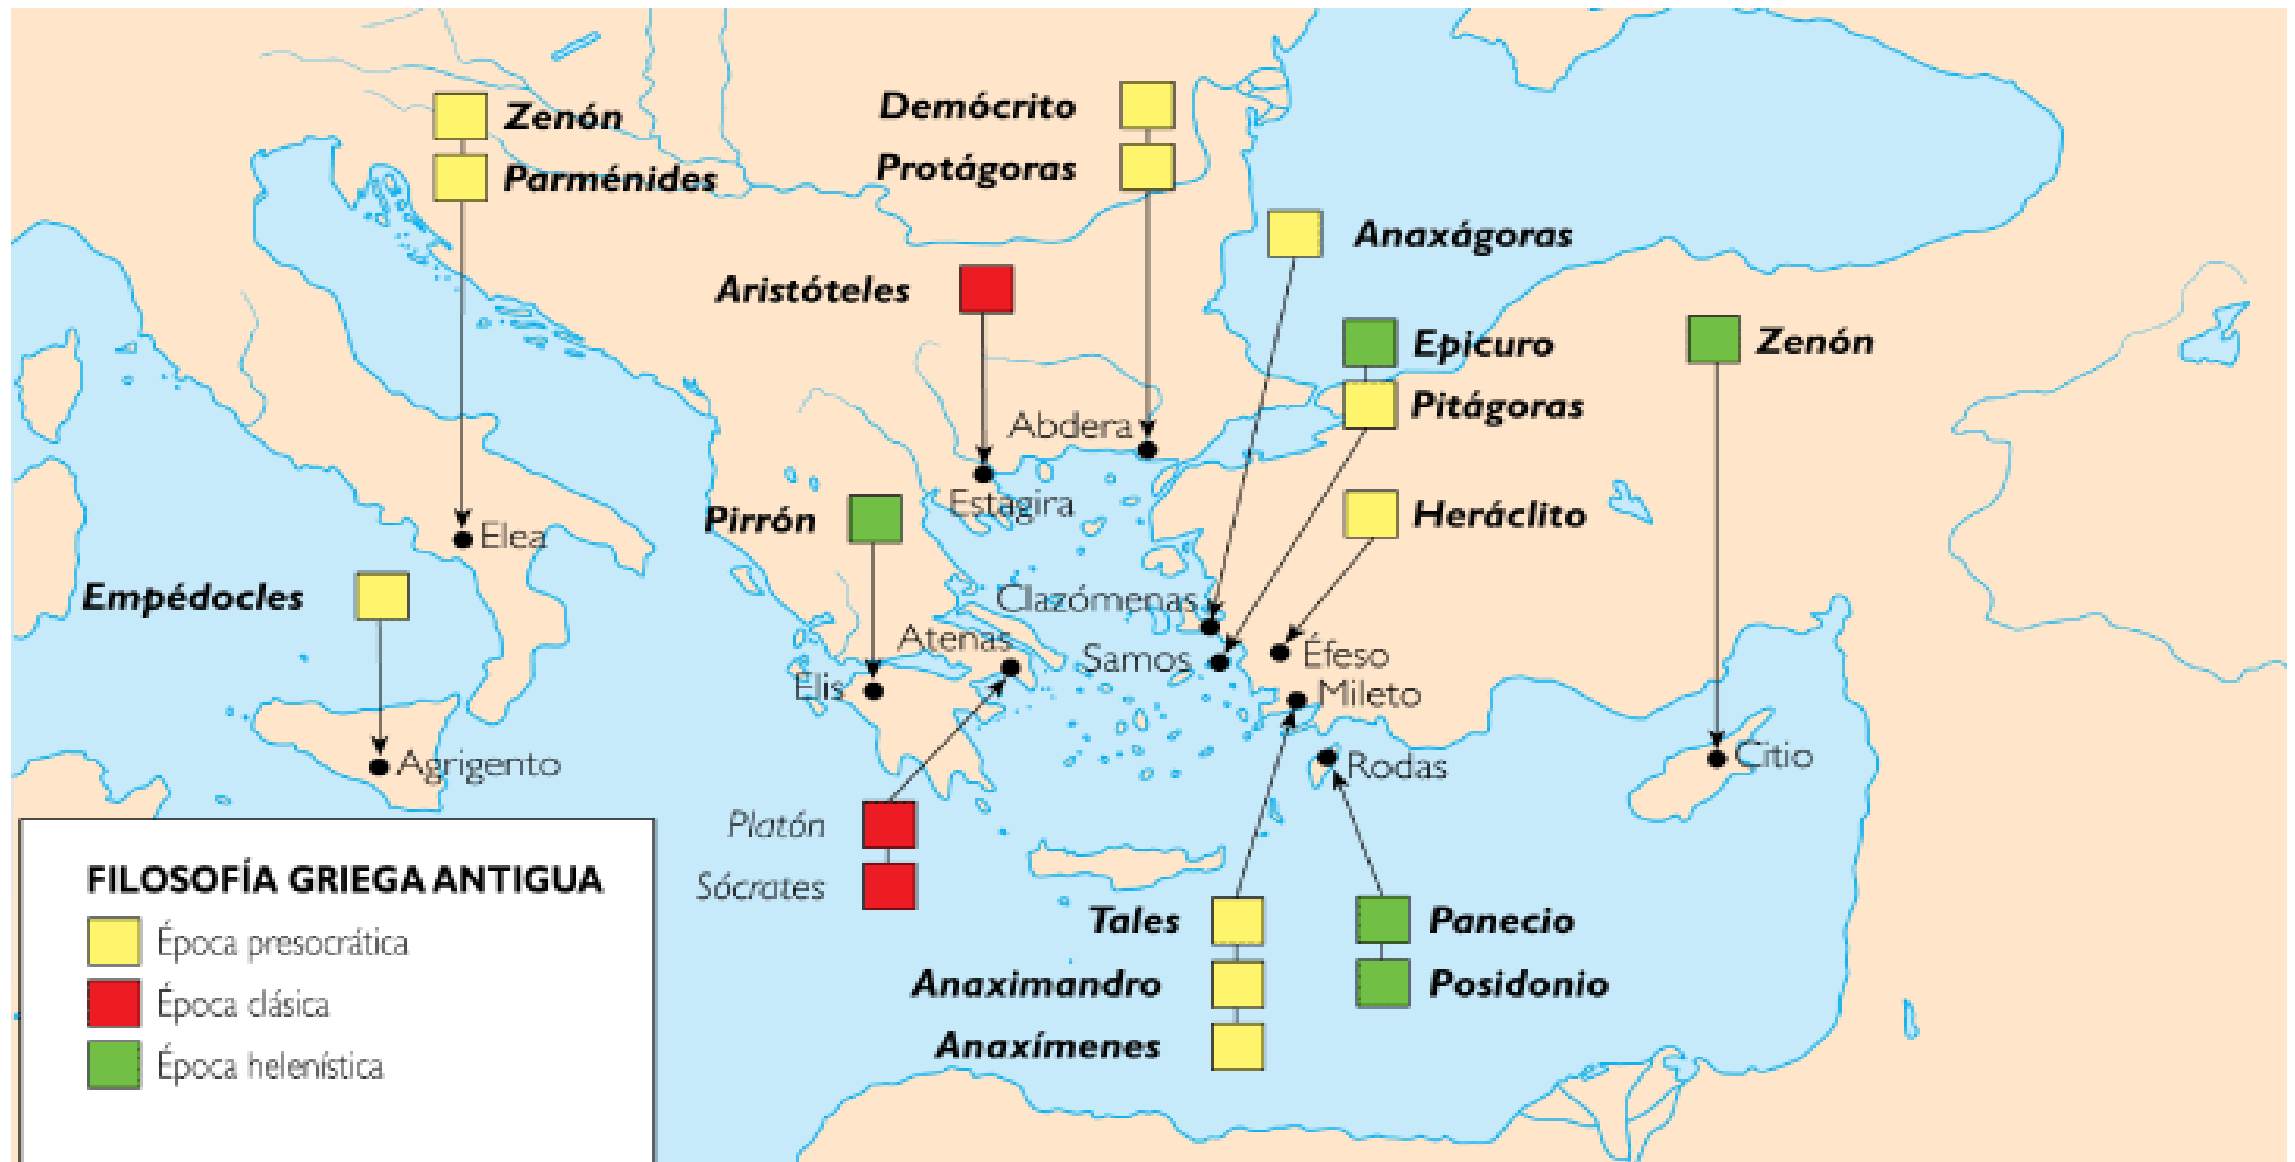 Zenón
Parménides
Demócrito
Protágoras
Anaxágoras
Aristóteles
Epicuro
Pitágoras
Zenón
Abdera
Estagira
Pirrón
Heráclito
Elea
Empédocles
Clazómenas
Atenas
Samos
Éfeso
Elis
Mileto
Agrigento
Rodas
Citio
Platón
Sócrates
FILOSOFÍA GRIEGA ANTIGUA
Época presocrática
Época clásica
Época helenística
Tales
Anaximandro
Anaxímenes
Panecio
Posidonio